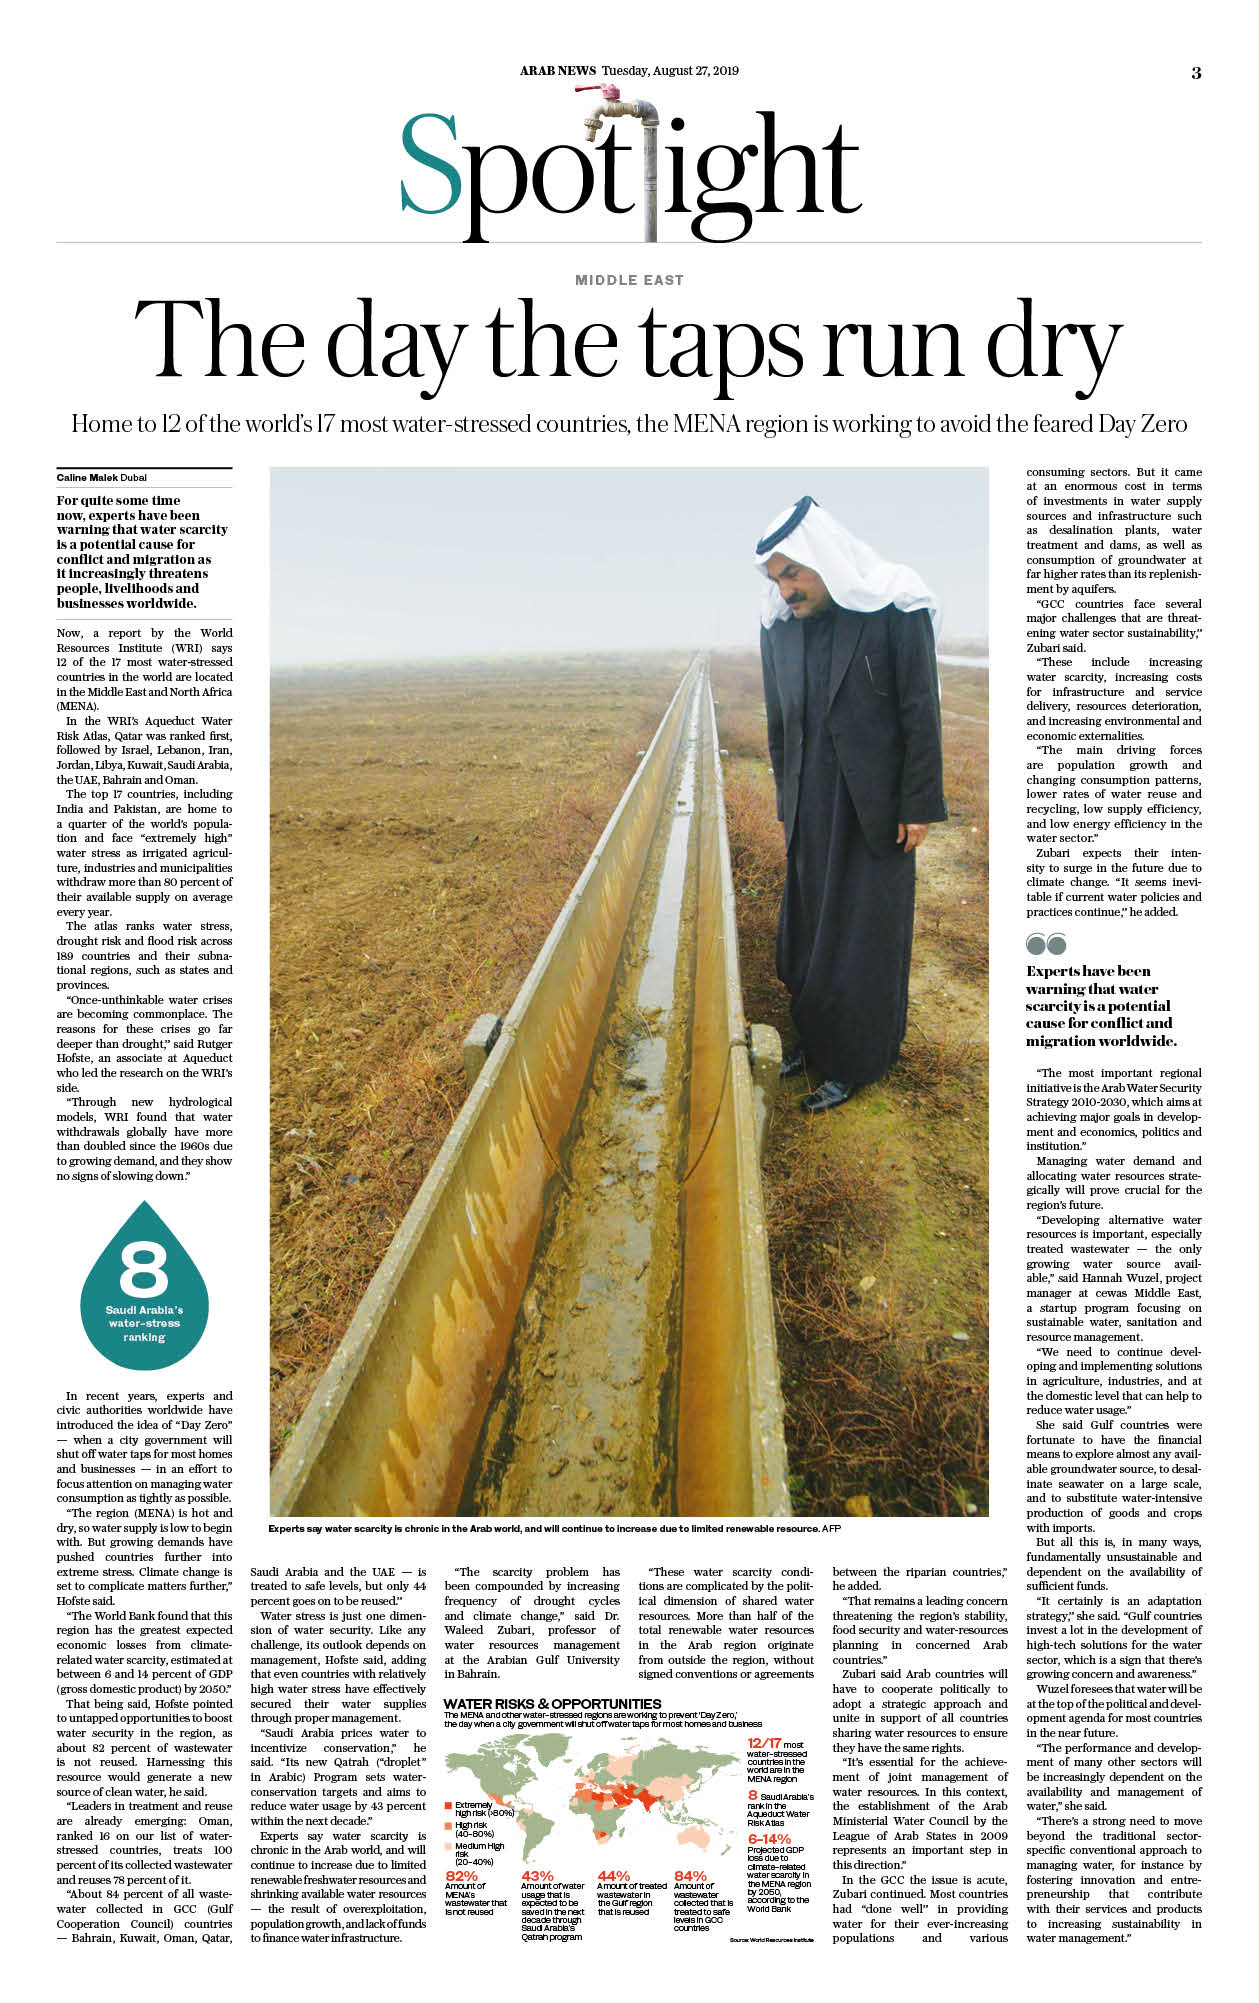 ARAB NEWS Tuesday, August 27, 2019
3
Spotlight
MIDDLE EAST
The day the taps run dry
Home to 12 of the world's 17 most water-stressed countries, the MENA region is working to avoid the feared Day Zero
Caline Malek Dubai
For quite some time
now, experts have been
warning that water scarcity
is a potential cause for
conflict and migration as
it increasingly threatens
people, livelihoods and
businesses worldwide.
Now, a report by the World
Resources Institute (WRI) says
12 of the 17 most water-stressed
countries in the world are located
in the Middle East and North Africa
(MENA).
In the WRI's Aqueduct Water
Risk Atlas, Qatar was ranked first,
followed by Israel, Lebanon, Iran,
Jordan, Libya, Kuwait, Saudi Arabia,
the UAE, Bahrain and Oman.
The top 17 countries, including
India and Pakistan, are home to
a quarter of the world's popula-
tion and face “extremely high”
water stress as irrigated agricul-
ture, industries and municipalities
withdraw more than 80 percent of
their available supply on average
every year.
The atlas ranks water stress,
drought risk and flood risk across
189 countries and their subna-
tional regions, such as states and
provinces.
“Once-unthinkable water crises
are becoming commonplace. The
reasons for these crises go far
deeper than drought,” said Rutger
Hofste, an associate at Aqueduct
who led the research on the WRI's
side.
“Through new hydrological
models, WRI found that water
withdrawals globally have more
than doubled since the 1960s due
to growing demand, and they show
no signs of slowing down.”
8
Saudi Arabia's
water-stress
ranking
In recent years, experts and
civic authorities worldwide have
introduced the idea of “Day Zero”
— when a city government will
shut off water taps for most homes
and businesses — in an effort to
focus attention on managing water
consumption as tightly as possible.
“The region (MENA) is hot and
dry, so water supply is low to begin
with. But growing demands have
pushed countries further into
extreme stress. Climate change is
set to complicate matters further,”
Hofste said.
“The World Bank found that this
region has the greatest expected
economic losses from climate-
related water scarcity, estimated at
between 6 and 14 percent of GDP
(gross domestic product) by 2050.”
That being said, Hofste pointed
to untapped opportunities to boost
water security in the region, as
about 82 percent of wastewater
is not reused. Harnessing this
resource would generate a new
source of clean water, he said.
“Leaders in treatment and reuse
are already emerging: Oman,
ranked 16 on our list of water-
stressed countries, treats 100
percent of its collected wastewater
and reuses 78 percent of it.
“About 84 percent of all waste-
water collected in GCC (Gulf
Cooperation Council) countries
— Bahrain, Kuwait, Oman, Qatar,
Experts say water scarcity is chronic in the Arab world, and will continue to increase due to limited renewable resource. AFP
Saudi Arabia and the UAE — is
treated to safe levels, but only 44
percent goes on to be reused.”
Water stress is just one dimen-
sion of water security. Like any
challenge, its outlook depends on
management, Hofste said, adding
that even countries with relatively
high water stress have effectively
secured their water supplies
through proper management.
“Saudi Arabia prices water to
incentivize conservation,” he
said. “Its new Qatrah (“droplet”
in Arabic) Program sets water-
conservation targets and aims to
reduce water usage by 43 percent
within the next decade.”
Experts say water scarcity is
chronic in the Arab world, and will
continue to increase due to limited
renewable freshwater resources and
shrinking available water resources
— the result of overexploitation,
population growth, and lack of funds
to finance water infrastructure.
“The scarcity problem has
been compounded by increasing
frequency of drought cycles
and climate change,” said Dr.
Waleed Zubari, professor of
water resources management
at the Arabian Gulf University
in Bahrain.
“These water scarcity condi-
tions are complicated by the polit-
ical dimension of shared water
resources. More than half of the
total renewable water resources
in the Arab region originate
from outside the region, without
signed conventions or agreements
WATER RISKS & OPPORTUNITIES
The MENA and other water-stressed regions are working to prevent 'Day Zero,'
the day when a city government will shut off water taps for most homes and business
Extremely
high risk (>80%)
High risk
(40-80%)
Medium High
risk
(20-40%)
12/17 most
water-stressed
countries in the
world are in the
MENA region
8 Saudi Arabia's
rank in the
Aqueduct Water
Risk Atlas
6-14%
Projected GDP
loss due to
climate-related
water scarcity in
the MENA region
by 2050,
according to the
World Bank
82%
Amount of
MENA's
wastewater that
is not reused
43%
Amount of water
usage that is
expected to be
saved in the next
decade through
Saudi Arabia's
Qatrah program
44%
Amount of treated
wastewater in
the Gulf region
that is reused
84%
Amount of
wastewater
collected that is
treated to safe
levels in GCC
countries
Source: World Resources Institute
between the riparian countries,”
he added.
“That remains a leading concern
threatening the region's stability,
food security and water-resources
planning in concerned Arab
countries.”
Zubari said Arab countries will
have to cooperate politically to
adopt a strategic approach and
unite in support of all countries
sharing water resources to ensure
they have the same rights.
“It's essential for the achieve-
ment of joint management of
water resources. In this context,
the establishment of the Arab
Ministerial Water Council by the
League of Arab States in 2009
represents an important step in
this direction.”
In the GCC the issue is acute,
Zubari continued. Most countries
had “done well” in providing
water for their ever-increasing
populations and various
consuming sectors. But it came
at an enormous cost in terms
of investments in water supply
sources and infrastructure such
as desalination plants, water
treatment and dams, as well as
consumption of groundwater at
far higher rates than its replenish-
ment by aquifers.
“GCC countries face several
major challenges that are threat-
ening water sector sustainability,”
Zubari said.
“These include increasing
water scarcity, increasing costs
for infrastructure and service
delivery, resources deterioration,
and increasing environmental and
economic externalities.
“The main driving forces
are population growth and
changing consumption patterns,
lower rates of water reuse and
recycling, low supply efficiency,
and low energy efficiency in the
water sector.”
Zubari expects their inten-
sity to surge in the future due to
climate change. “It seems inevi-
table if current water policies and
practices continue,” he added.
Experts have been
warning that water
scarcity is a potential
cause for conflict and
migration worldwide.
“The most important regional
initiative is the Arab Water Security
Strategy 2010-2030, which aims at
achieving major goals in develop-
ment and economics, politics and
institution.”
Managing water demand and
allocating water resources strate-
gically will prove crucial for the
region's future.
“Developing alternative water
resources is important, especially
treated wastewater — the only
growing water source avail-
able,” said Hannah Wuzel, project
manager at cewas Middle East,
a startup program focusing on
sustainable water, sanitation and
resource management.
“We need to continue devel-
oping and implementing solutions
in agriculture, industries, and at
the domestic level that can help to
reduce water usage.”
She said Gulf countries were
fortunate to have the financial
means to explore almost any avail-
able groundwater source, to desal-
inate seawater on a large scale,
and to substitute water-intensive
production of goods and crops
with imports.
But all this is, in many ways,
fundamentally unsustainable and
dependent on the availability of
sufficient funds.
“It certainly is an adaptation
strategy,” she said. “Gulf countries
invest a lot in the development of
high-tech solutions for the water
sector, which is a sign that there's
growing concern and awareness.”
Wuzel foresees that water will be
at the top of the political and devel-
opment agenda for most countries
in the near future.
“The performance and develop-
ment of many other sectors will
be increasingly dependent on the
availability and management of
water,” she said.
“There's a strong need to move
beyond the traditional sector-
specific conventional approach to
managing water, for instance by
fostering innovation and entre-
preneurship that contribute
with their services and products
to increasing sustainability in
water management.”